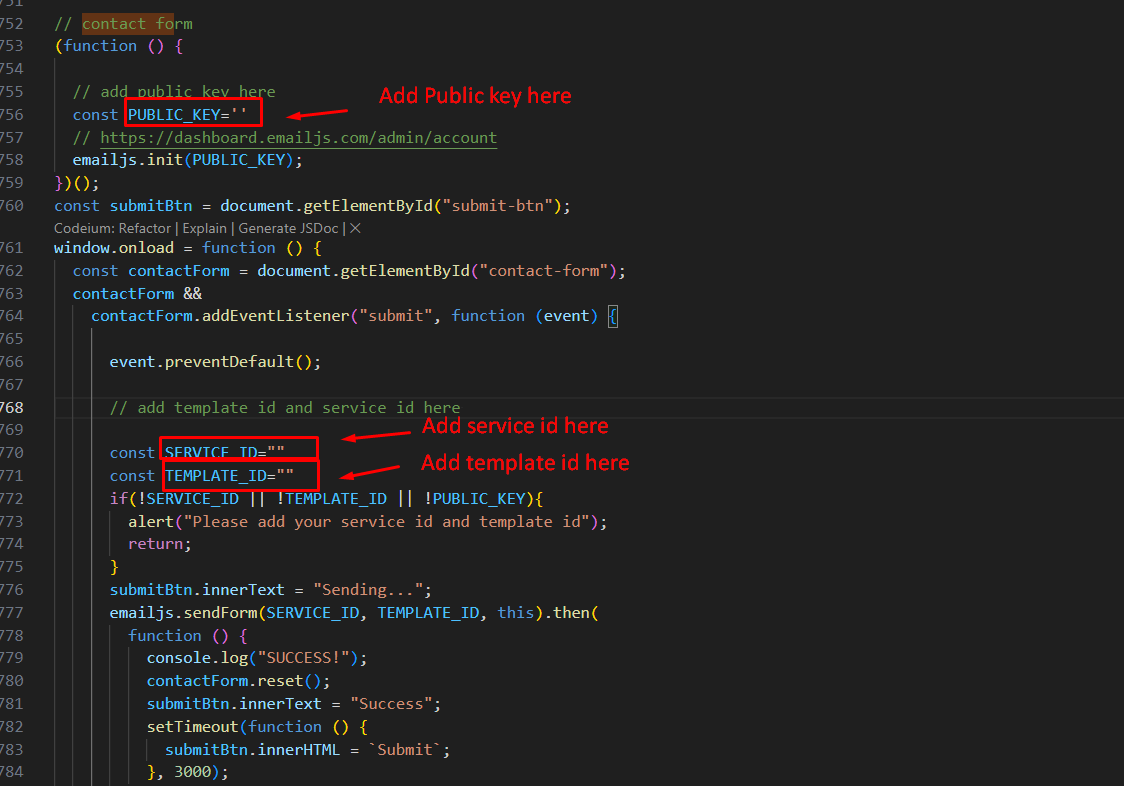 751
752 // contact form
753 (function () {
754
755 // add public key here
Add Public key here
756 const PUBLIC_KEY=''
757 // https://dashboard.emailjs.com/admin/account
758 emailjs.init(PUBLIC_KEY);
759 })();
760 const submitBtn = document.getElementById("submit-btn");
Codeium: Refactor | Explain | Generate JSDoc | ×
761 window.onload = function () {
762 const contactForm = document.getElementById("contact-form");
763 contactForm &&
764 contactForm.addEventListener("submit", function (event) {
765
766 event.preventDefault();
767
768 // add template id and service id here
769
Add service id here
770 const SERVICE_ID=""
Add template id here
771 const TEMPLATE_ID=""
772 if(!SERVICE_ID || !TEMPLATE_ID || !PUBLIC_KEY){
773 alert("Please add your service id and template id");
774 return;
775 }
776 submitBtn.innerText = "Sending...";
777 emailjs.sendForm(SERVICE_ID, TEMPLATE_ID, this).then(
778 function () {
779 console.log("SUCCESS!");
780 contactForm.reset();
781 submitBtn.innerText = "Success";
782 setTimeout(function () {
783 submitBtn.innerHTML = `Submit`;
784 }, 3000);